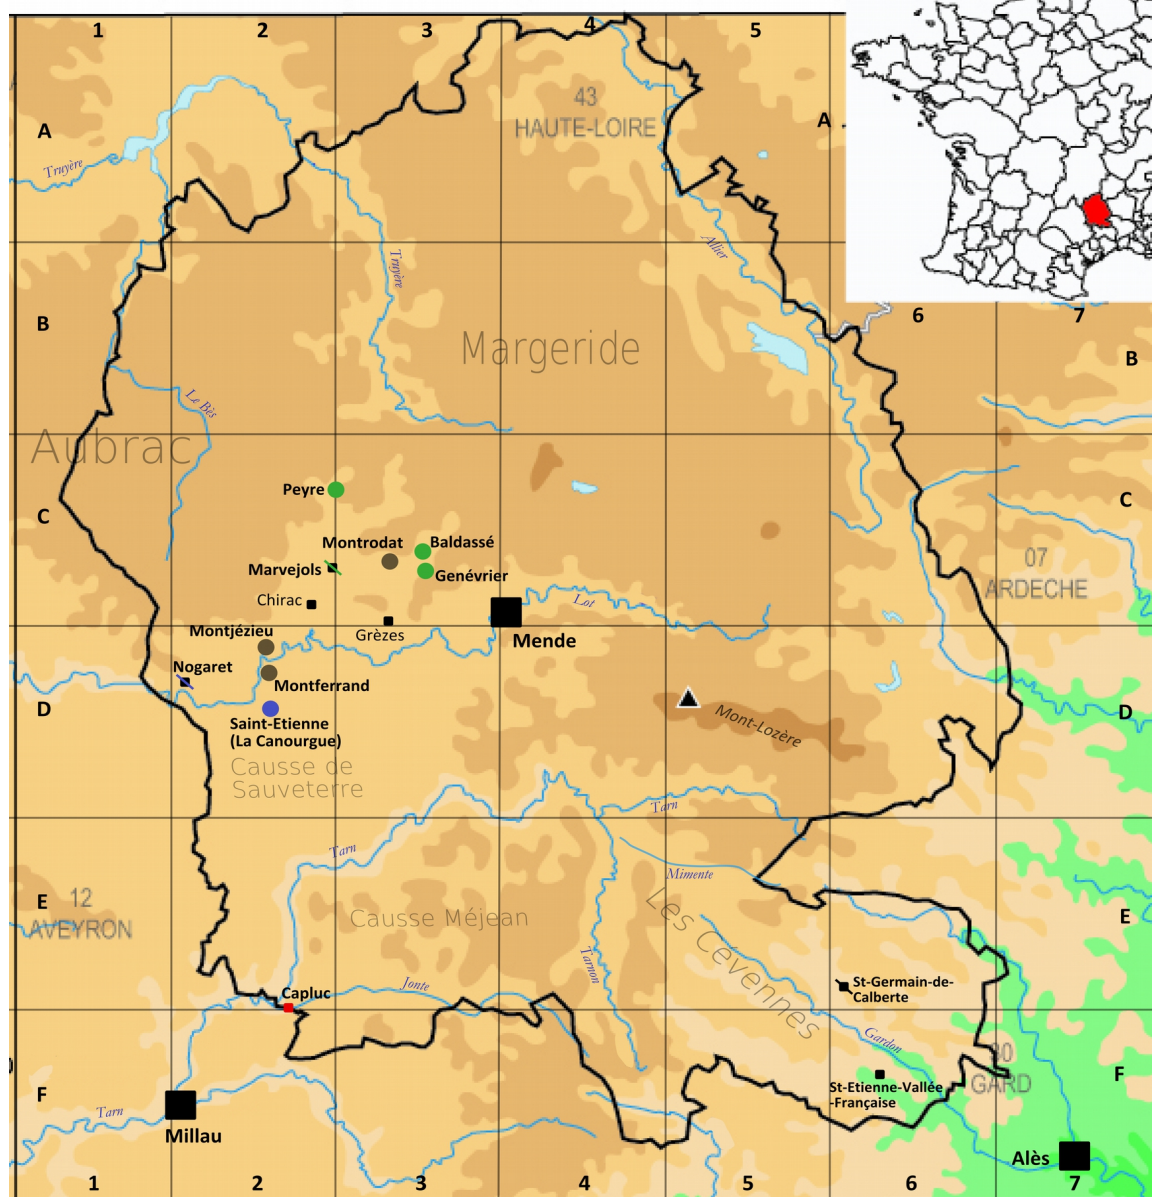 1
2
3
4
5
43
HAUTE-LOIRE
A
A
Truyère
Truyère
Allier
B
6
7
B
Margeride
Le Bès
Aubrac
Peyre
C
C
Montrodat
Baldassé
Marvejols
Genévrier
07
ARDECHE
Chirac
Lot
Grèzes
Mende
Montjézieu
Nogaret
Montferrand
D
D
Saint-Etienne
(La Canourgue)
Mont-Lozère
Causse de
Sauveterre
Tarn
Tarn
Mimente
E
E
12
AVEYRON
Causse Méjean
Les Cévennes
Tarnon
Jonte
Capluc
St-Germain-de-
Calberte
Gardon
30
GARD
F
F
St-Etienne-Vallée
-Française
Tarn
Millau
Alès
1
2
3
4
5
6
7